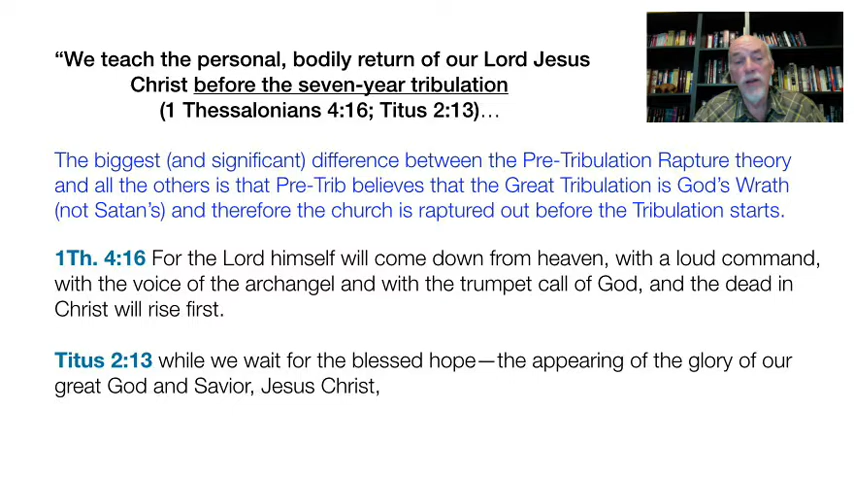 “We teach the personal, bodily return of our Lord Jesus
Christ before the seven-year tribulation
(1 Thessalonians 4:16; Titus 2:13)…
The biggest (and significant) difference between the Pre-Tribulation Rapture theory
and all the others is that Pre-Trib believes that the Great Tribulation is God’s Wrath
(not Satan’s) and therefore the church is raptured out before the Tribulation starts.
1Th. 4:16 For the Lord himself will come down from heaven, with a loud command,
with the voice of the archangel and with the trumpet call of God, and the dead in
Christ will rise first.
Titus 2:13 while we wait for the blessed hope—the appearing of the glory of our
great God and Savior, Jesus Christ,